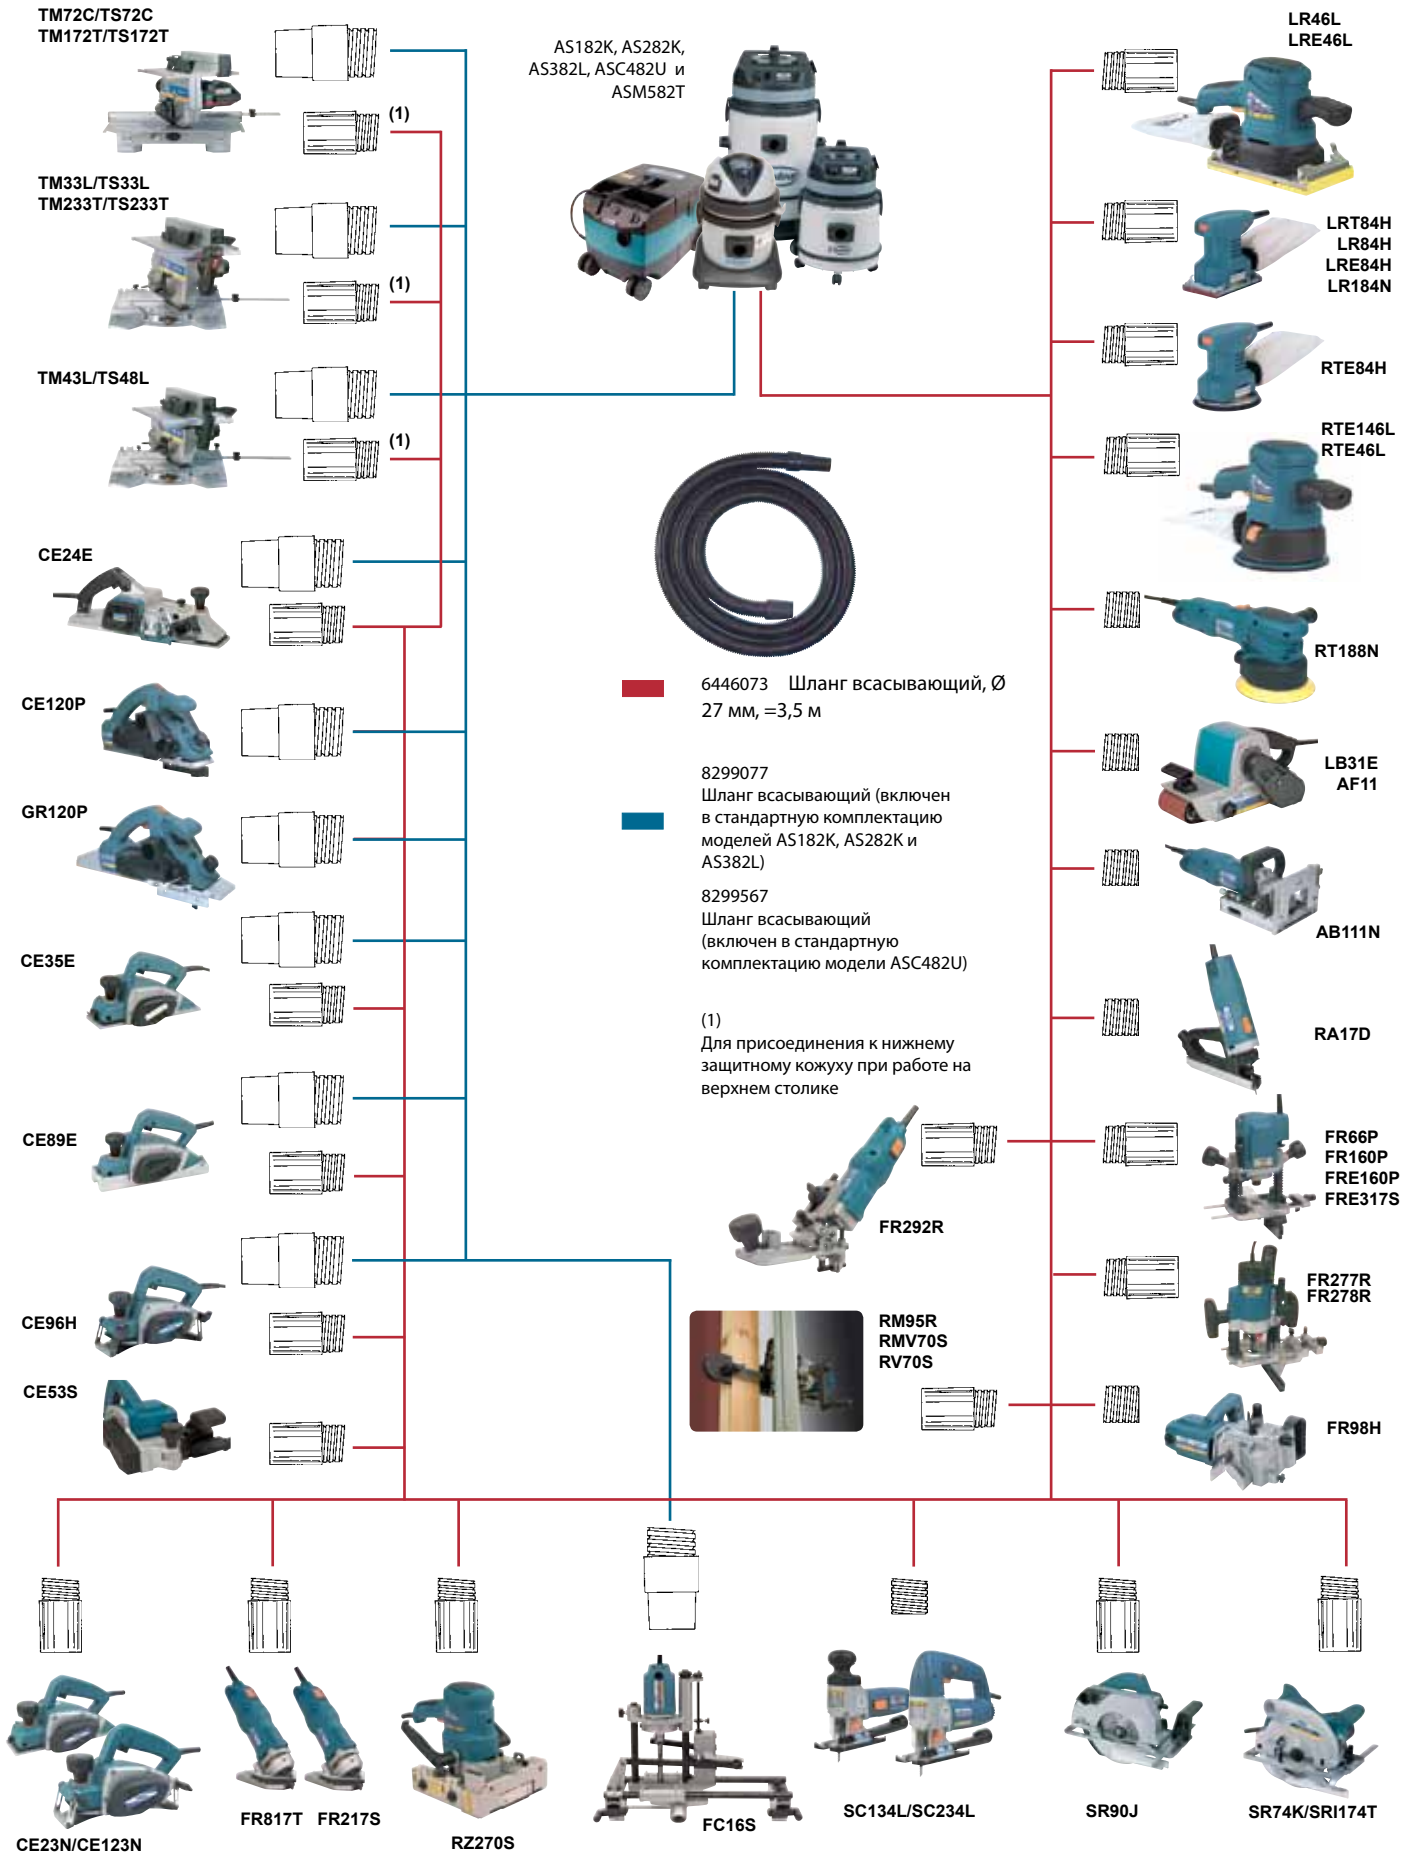 TM72C/TS72C
TM172T/TS172T
(1)
TM33L/TS33L
TM233T/TS233T
(1)
TM43L/TS48L
(1)
CE24E
CE120P
GR120P
CE35E
CE89E
CE96H
CE53S
AS182K, AS282K,
AS382L, ASC482U и
ASM582T
6446073 Шланг всасывающий, Ø
27 мм, =3,5 м
8299077
Шланг всасывающий (включен
в стандартную комплектацию
моделей AS182K, AS282K и
AS382L)
8299567
Шланг всасывающий
(включен в стандартную
комплектацию модели ASC482U)
(1)
Для присоединения к нижнему
защитному кожуху при работе на
верхнем столике
FR292R
RM95R
RMV70S
RV70S
LR46L
LRE46L
LRT84H
LR84H
LRE84H
LR184N
RTE84H
RTE146L
RTE46L
RT188N
LB31E
AF11
AB111N
RA17D
FR66P
FR160P
FRE160P
FRE317S
FR277R
FR278R
FR98H
CE23N/CE123N
FR817T FR217S
RZ270S
FC16S
SC134L/SC234L
SR90J
SR74K/SRI174T